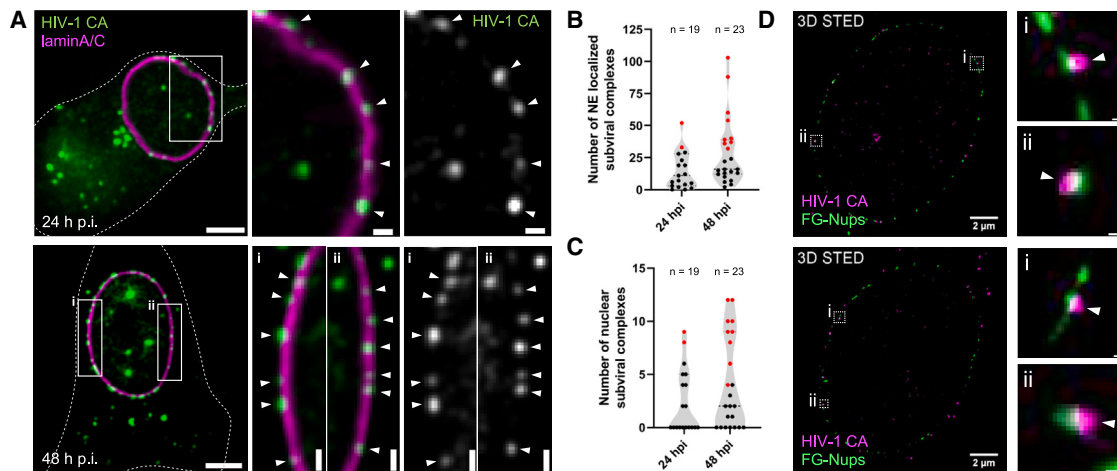 A
HIV-1 CA
laminA/C
24 h p.i.
HIV-1 CA
48 h p.i.
i
ii
i
ii
i
ii
B
Number of NE localized
subviral complexes
n = 19
n = 23
125
100
75
50
25
0
24 hpi
48 hpi
C
Number of nuclear
subviral complexes
n = 19
n = 23
15
10
5
0
24 hpi
48 hpi
D
3D STED
i
ii
HIV-1 CA
FG-Nups
2 µm
i
ii
3D STED
i
ii
HIV-1 CA
FG-Nups
2 µm
i
ii